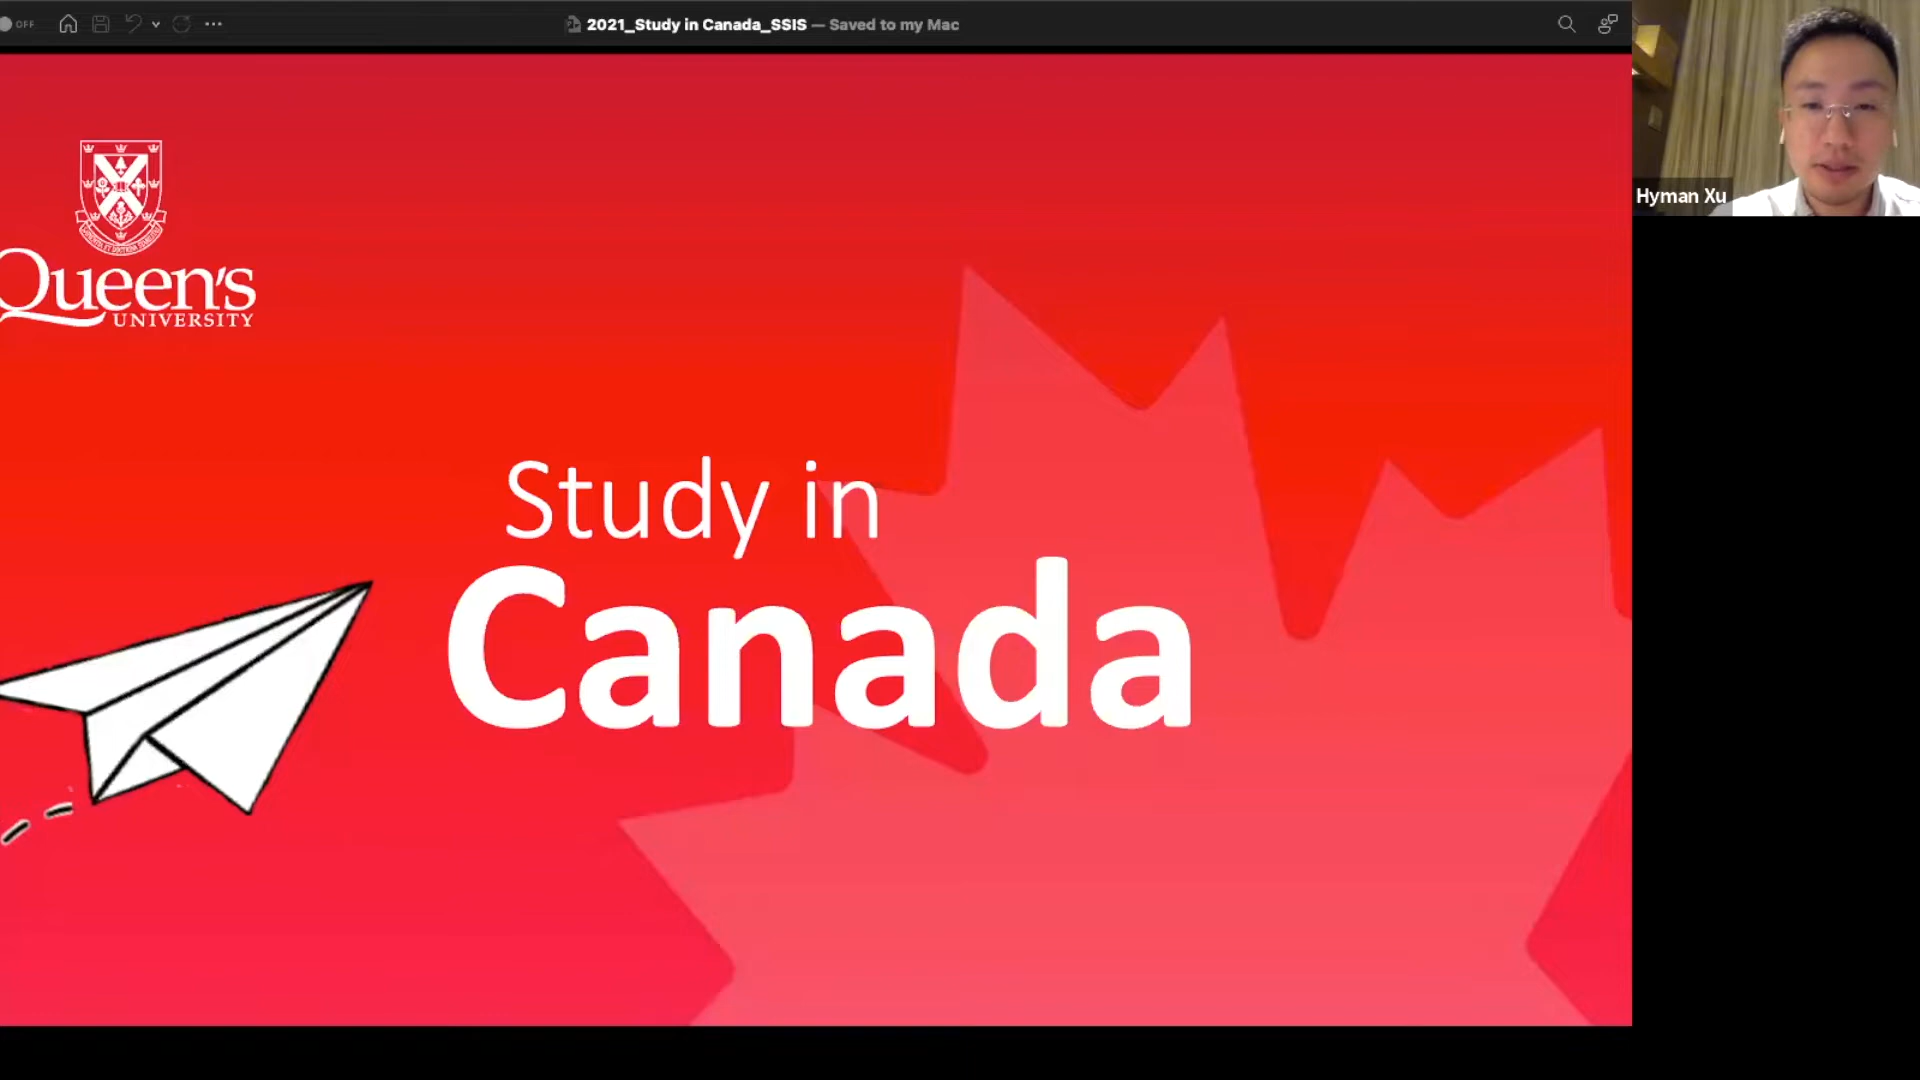 OFF
2021_Study in Canada_SSIS — Saved to my Mac
Hyman Xu
Queen's
UNIVERSITY
Study in
Canada